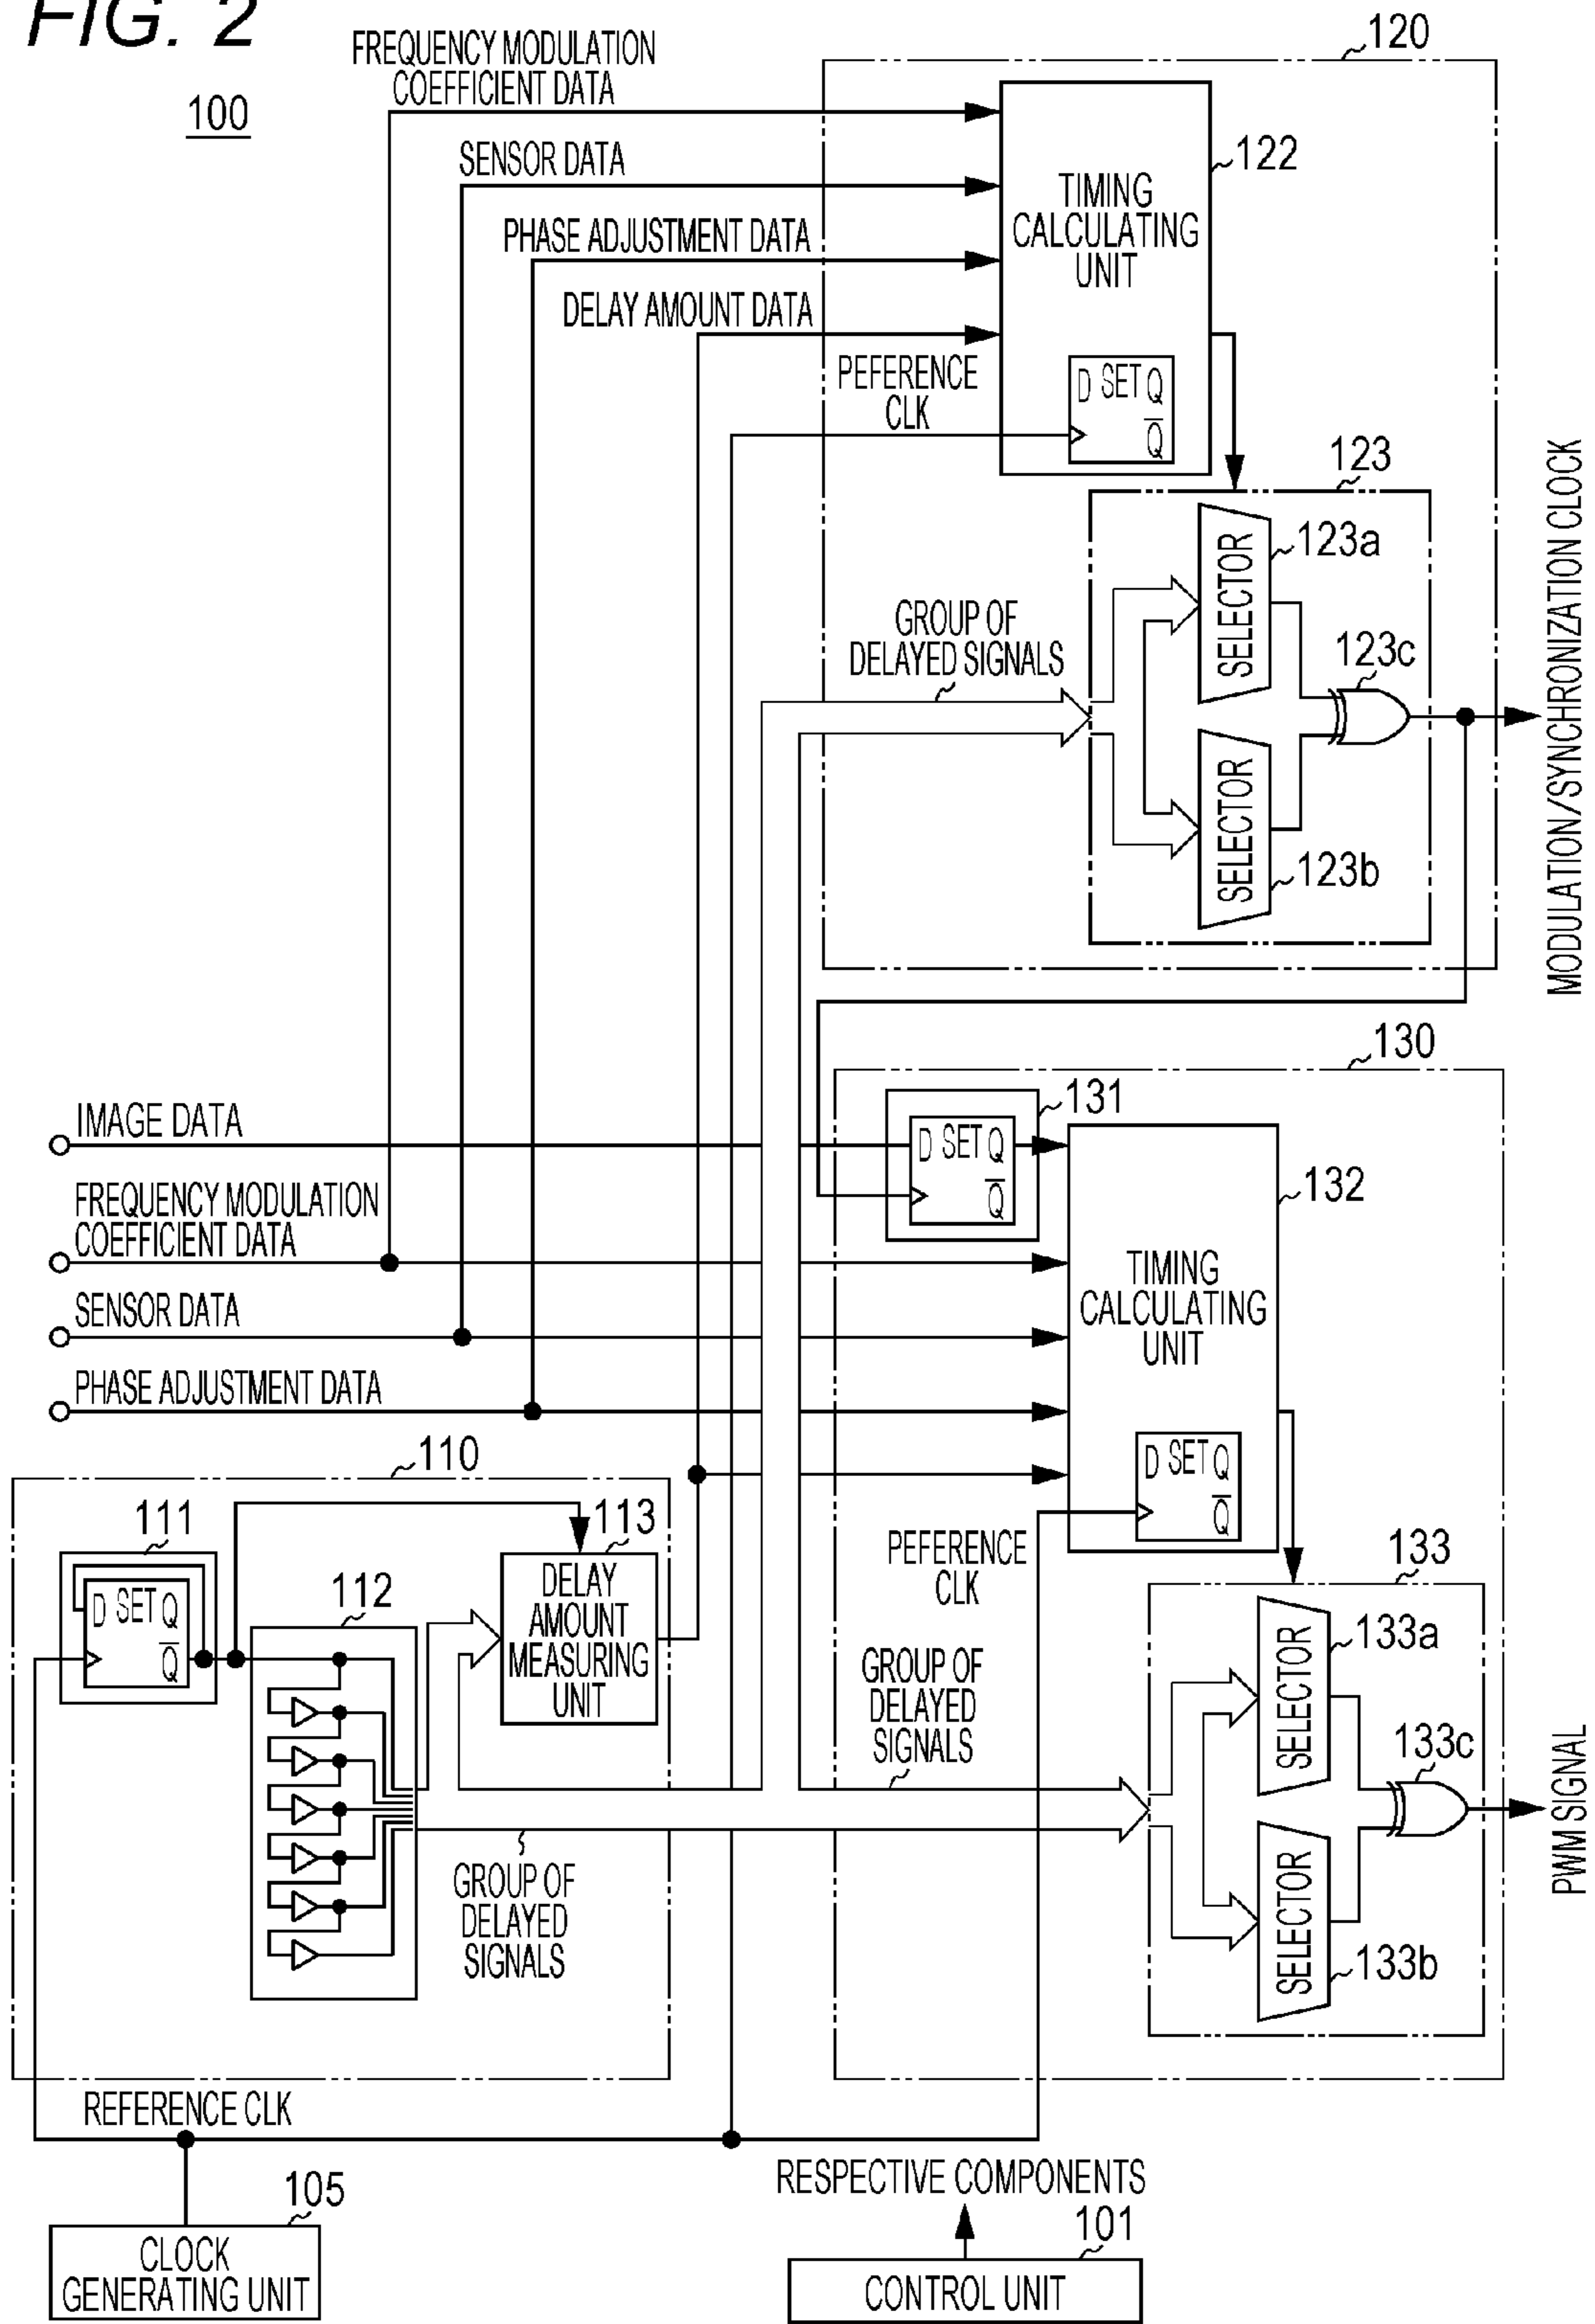 FIG. 2
100
FREQUENCY MODULATION
COEFFICIENT DATA
SENSOR DATA
PHASE ADJUSTMENT DATA
DELAY AMOUNT DATA
PEFERENCE
CLK
120
122
TIMING
CALCULATING
UNIT
D SET Q
Q
123
SELECTOR
123a
SELECTOR
123b
123c
GROUP OF
DELAYED SIGNALS
MODULATION/SYNCHRONIZATION CLOCK
IMAGE DATA
FREQUENCY MODULATION
COEFFICIENT DATA
SENSOR DATA
PHASE ADJUSTMENT DATA
130
131
D SET Q
Q
132
TIMING
CALCULATING
UNIT
D SET Q
Q
PEFERENCE
CLK
GROUP OF
DELAYED
SIGNALS
133
SELECTOR
133a
SELECTOR
133b
133c
PWM SIGNAL
110
111
D SET Q
Q
112
113
DELAY
AMOUNT
MEASURING
UNIT
GROUP OF
DELAYED
SIGNALS
REFERENCE CLK
105
CLOCK
GENERATING UNIT
RESPECTIVE COMPONENTS
101
CONTROL UNIT